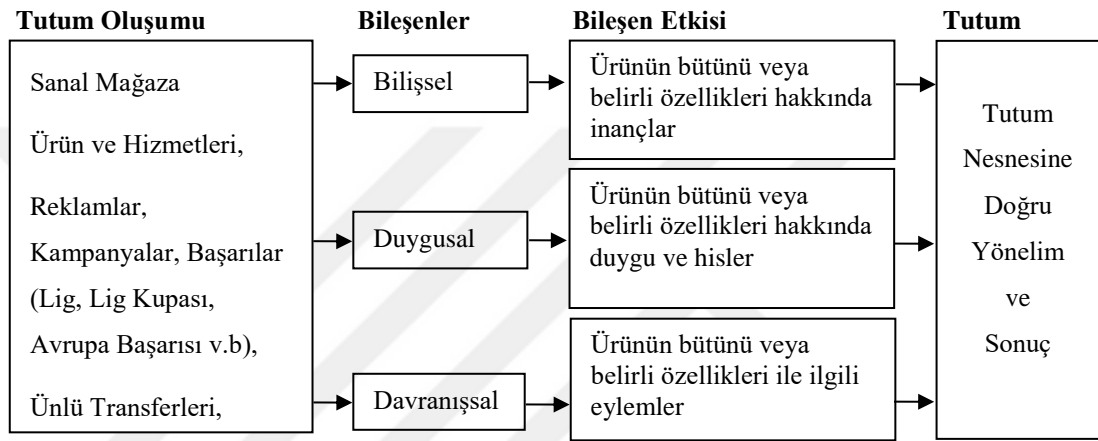 Tutum Oluşumu
Bileşenler
Bileşen Etkisi
Tutum
Sanal Mağaza
Ürün ve Hizmetleri,
Reklamlar,
Kampanyalar, Başarılar
(Lig, Lig Kupası,
Avrupa Başarısı v.b),
Ünlü Transferleri,
Bilişsel
Duygusal
Davranışsal
Ürünün bütünü veya
belirli özellikleri hakkında
inançlar
Ürünün bütünü veya
belirli özellikleri hakkında
duygu ve hisler
Ürünün bütünü veya
belirli özellikleri ile ilgili
eylemler
Tutum
Nesnesine
Doğru
Yönelim
ve
Sonuç